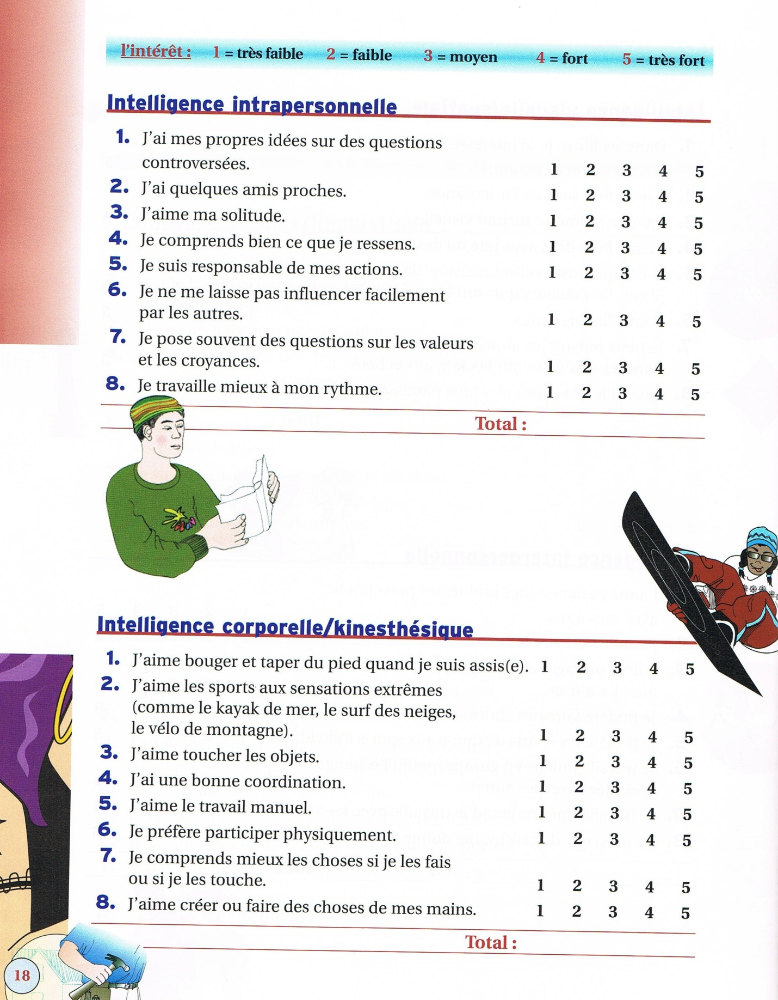 l'intérêt : 1 = très faible 2 = faible 3 = moyen 4 = fort 5 = très fort
Intelligence intrapersonnelle
1. J'ai mes propres idées sur des questions
controversées. 1 2 3 4 5
2. J'ai quelques amis proches. 1 2 3 4 5
3. J'aime ma solitude. 1 2 3 4 5
4. Je comprends bien ce que je ressens. 1 2 3 4 5
5. Je suis responsable de mes actions. 1 2 3 4 5
6. Je ne me laisse pas influencer facilement
par les autres. 1 2 3 4 5
7. Je pose souvent des questions sur les valeurs
et les croyances. 1 2 3 4 5
8. Je travaille mieux à mon rythme. 1 2 3 4 5
Total :
Intelligence corporelle/kinesthésique
1. J'aime bouger et taper du pied quand je suis assis(e). 1 2 3 4 5
2. J'aime les sports aux sensations extrêmes
(comme le kayak de mer, le surf des neiges,
le vélo de montagne). 1 2 3 4 5
3. J'aime toucher les objets. 1 2 3 4 5
4. J'ai une bonne coordination. 1 2 3 4 5
5. J'aime le travail manuel. 1 2 3 4 5
6. Je préfère participer physiquement. 1 2 3 4 5
7. Je comprends mieux les choses si je les fais
ou si je les touche. 1 2 3 4 5
8. J'aime créer ou faire des choses de mes mains. 1 2 3 4 5
Total :
18